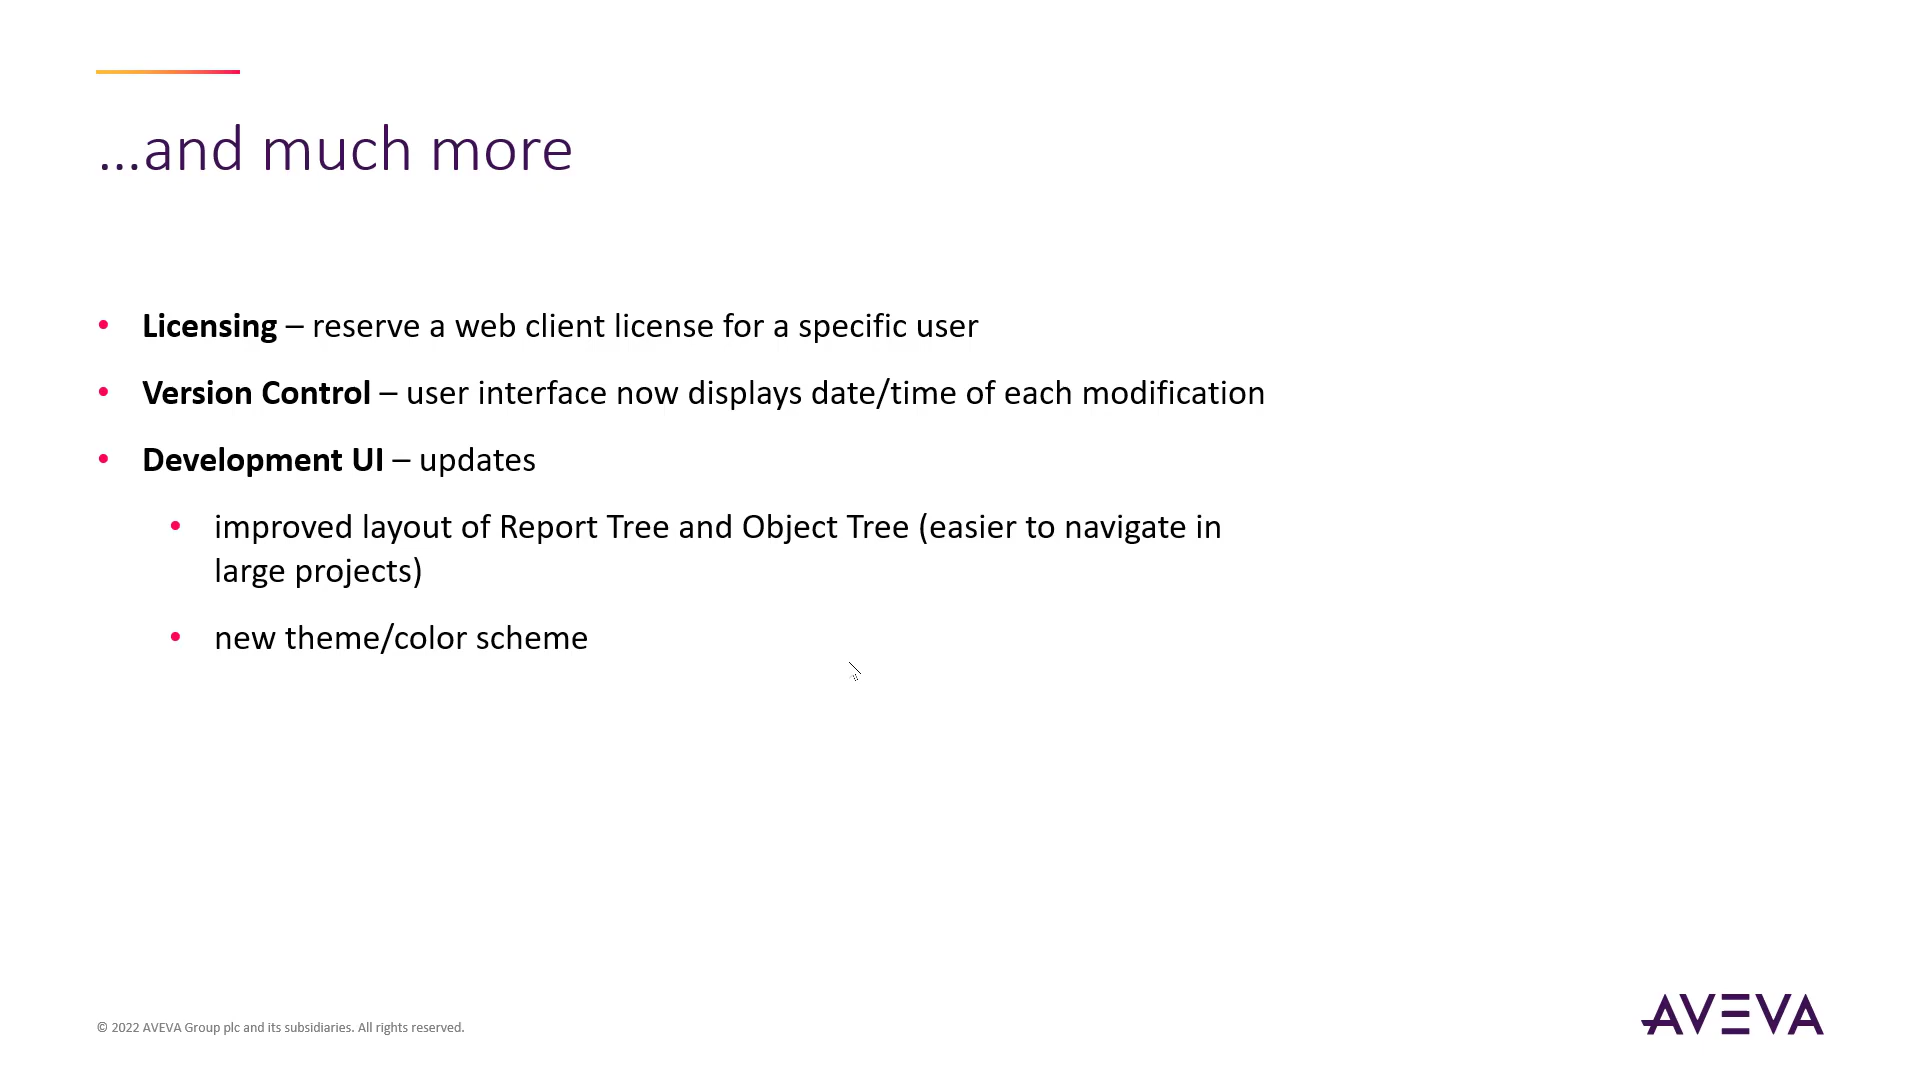 ...and much more
• Licensing – reserve a web client license for a specific user
• Version Control – user interface now displays date/time of each modification
• Development UI – updates
• improved layout of Report Tree and Object Tree (easier to navigate in
large projects)
• new theme/color scheme
© 2022 AVEVA Group plc and its subsidiaries. All rights reserved.
AVEVA